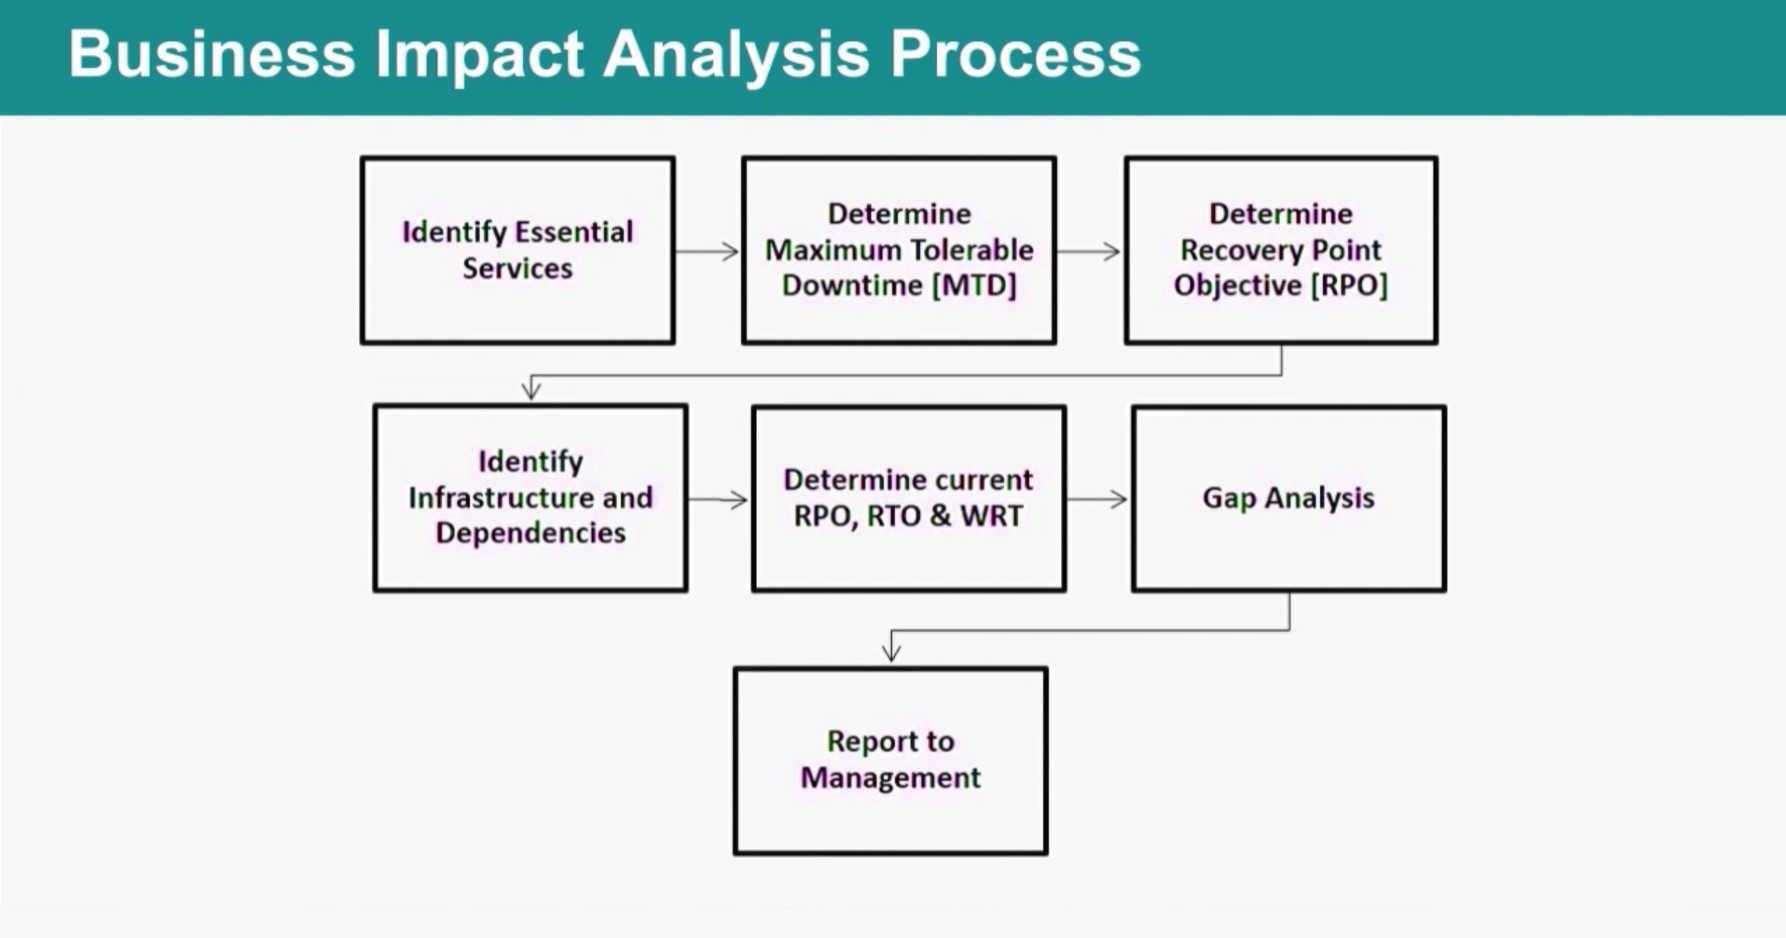 Business Impact Analysis Process
Identify Essential
Services
Determine
Maximum Tolerable
Downtime [MTD]
Determine
Recovery Point
Objective [RPO]
Identify
Infrastructure and
Dependencies
Determine current
RPO, RTO & WRT
Gap Analysis
Report to
Management